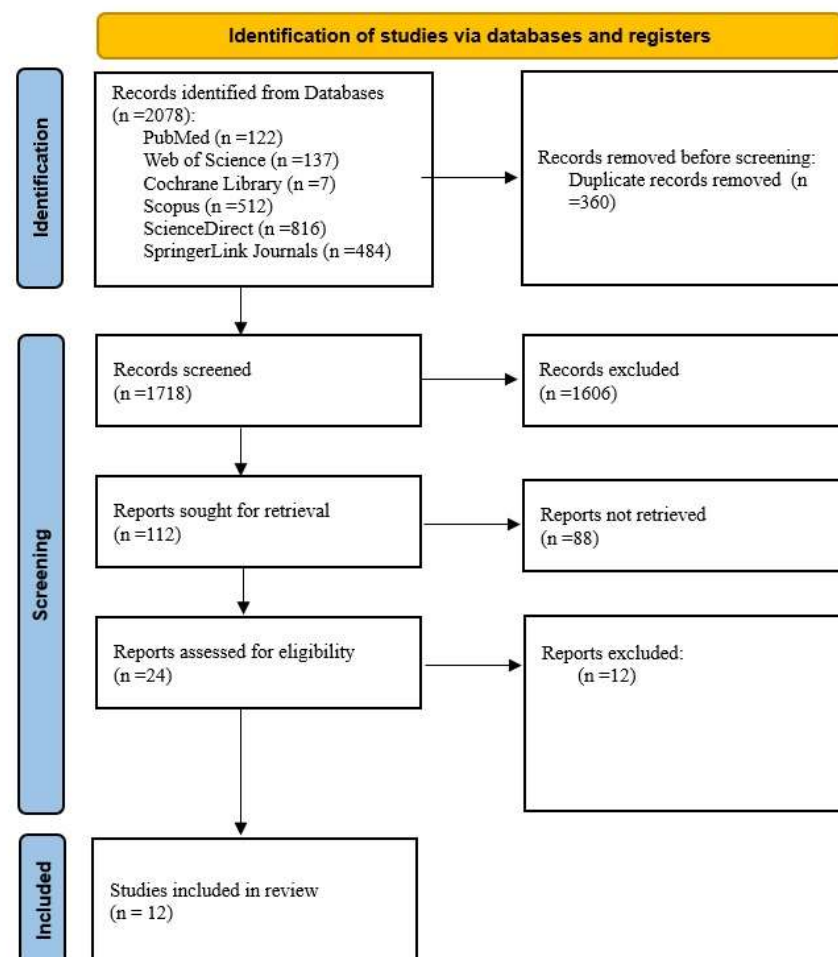 Identification of studies via databases and registers
Identification
Records identified from Databases
(n =2078):
PubMed (n =122)
Web of Science (n =137)
Cochrane Library (n =7)
Scopus (n =512)
ScienceDirect (n =816)
SpringerLink Journals (n =484)
Records removed before screening:
Duplicate records removed (n
=360)
Screening
Records screened
(n =1718)
Records excluded
(n =1606)
Reports sought for retrieval
(n =112)
Reports not retrieved
(n =88)
Reports assessed for eligibility
(n =24)
Reports excluded:
(n =12)
Included
Studies included in review
(n = 12)